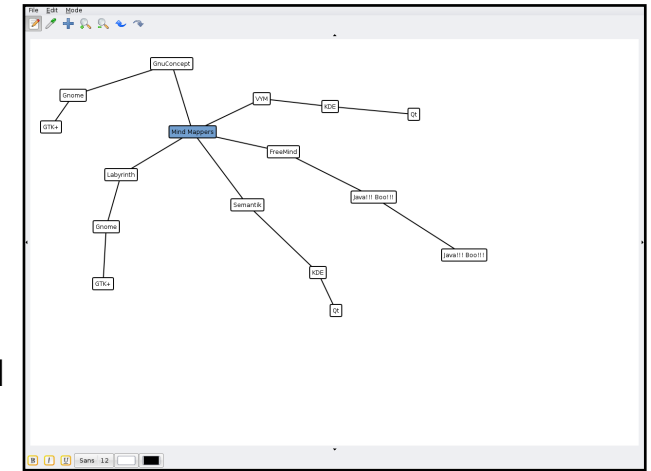 File Edit Mode
GnuConcept
Gnome
VYM
KDE
Qt
GTK+
Mind Mappers
FreeMind
Labyrinth
Java!!! Boo!!!
Semantik
Gnome
Java!!! Boo!!!
KDE
GTK+
Qt
B I U Sans 12